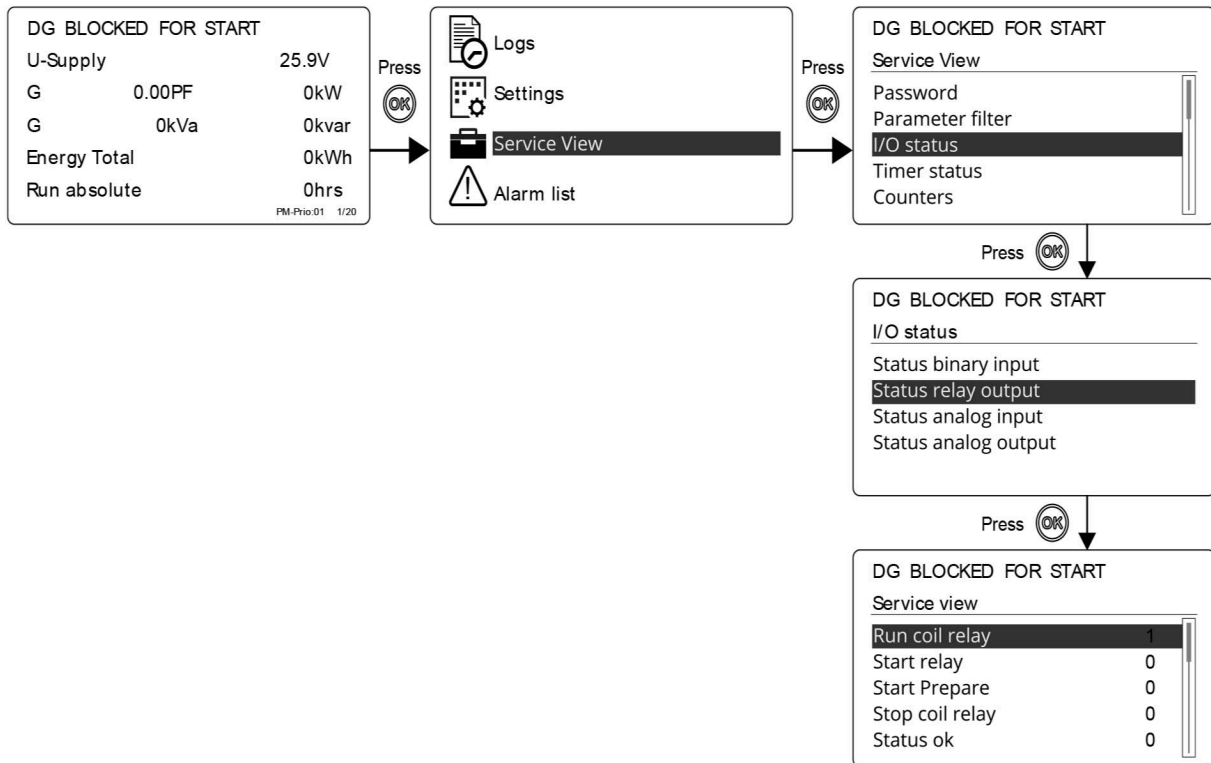 DG BLOCKED FOR START
U-Supply 25.9V
G 0.00PF 0kW
G 0kVa 0kvar
Energy Total 0kWh
Run absolute 0hrs
PM-Prio:01 1/20
Press
OK
Logs
Settings
Service View
Alarm list
Press
OK
DG BLOCKED FOR START
Service View
Password
Parameter filter
I/O status
Timer status
Counters
Press OK
DG BLOCKED FOR START
I/O status
Status binary input
Status relay output
Status analog input
Status analog output
Press OK
DG BLOCKED FOR START
Service view
Run coil relay 1
Start relay 0
Start Prepare 0
Stop coil relay 0
Status ok 0